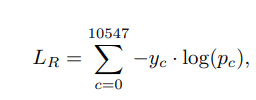 L_R = \sum_{c=0}^{10547} -y_c \cdot \log(p_c),